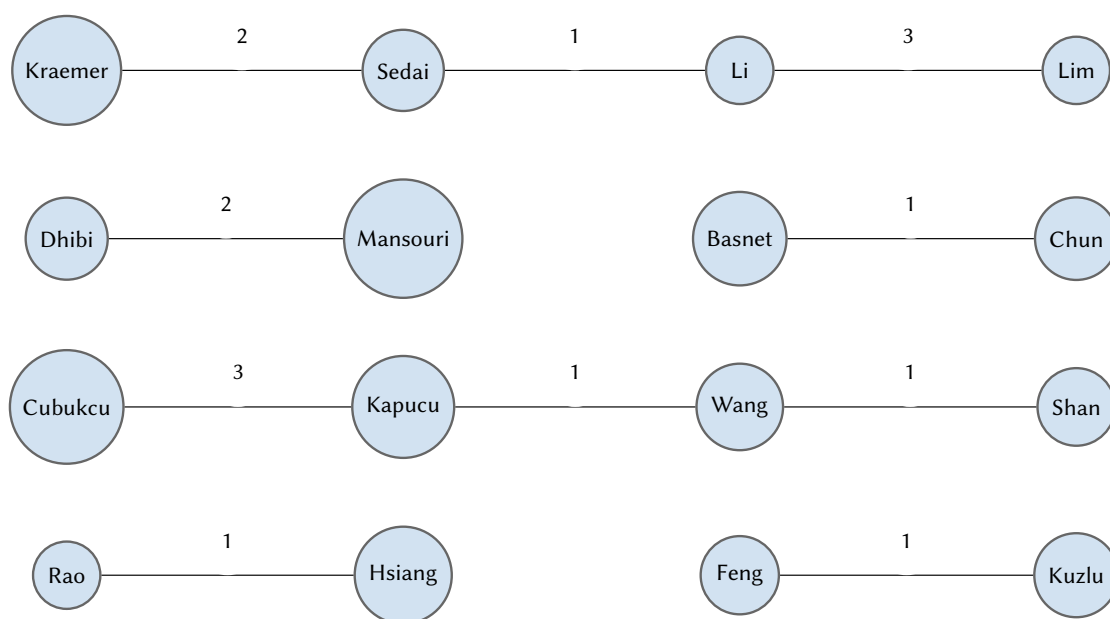 2 1 3
Kraemer Sedai Li Lim
2 1
Dhibi Mansouri Basnet Chun
3 1 1
Cubukcu Kapucu Wang Shan
1 1
Rao Hsiang Feng Kuzlu